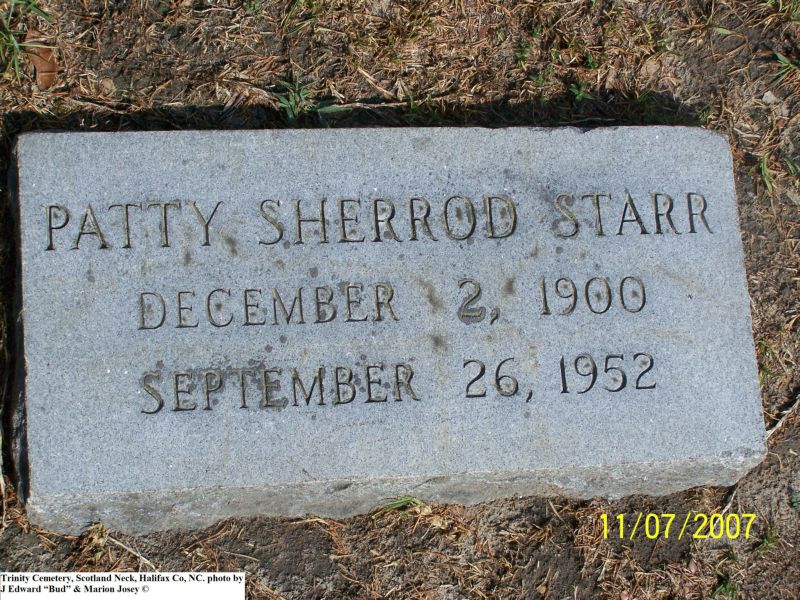 PATTY SHERROD STARR
DECEMBER 2, 1900
SEPTEMBER 26, 1952
11/07/2007
Trinity Cemetery, Scotland Neck, Halifax Co, NC. photo by
J Edward “Bud” & Marion Josey ©